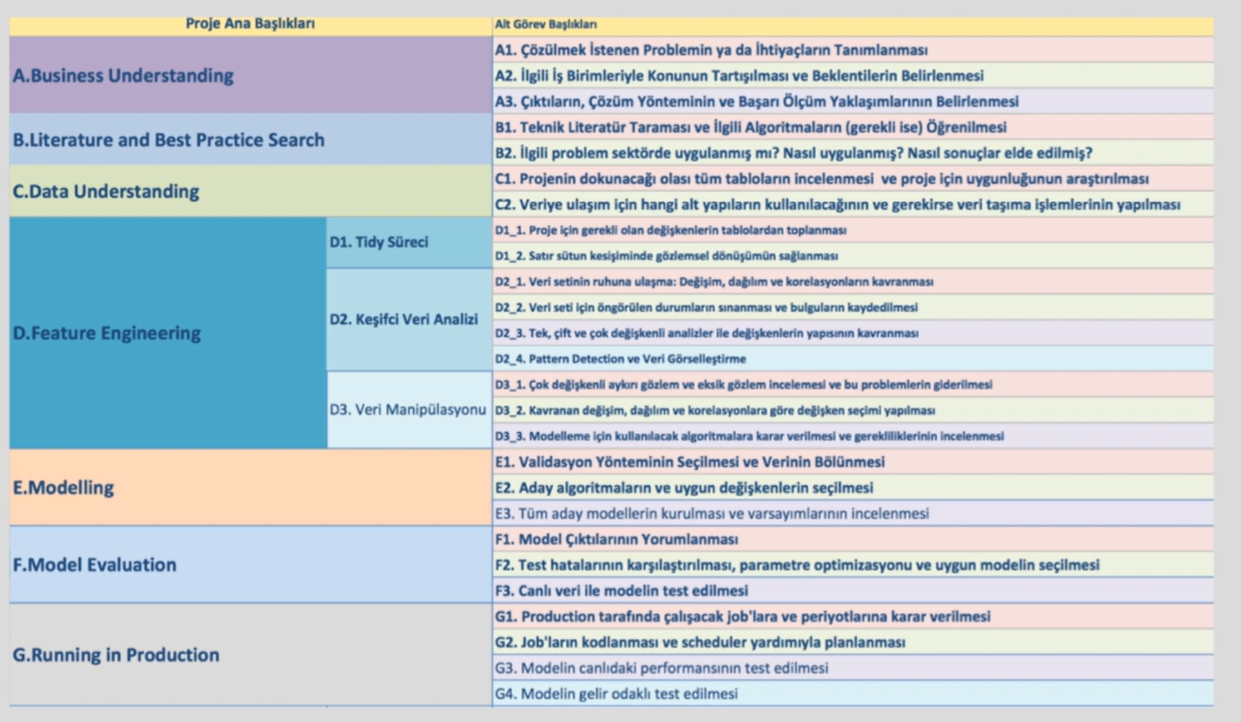 Proje Ana Başlıkları
Alt Görev Başlıkları
A.Business Understanding
A1. Çözülmek İstenen Problemin ya da İhtiyaçların Tanımlanması
A2. İlgili İş Birimleriyle Konunun Tartışılması ve Beklentilerin Belirlenmesi
A3. Çıktıların, Çözüm Yönteminin ve Başarı Ölçüm Yaklaşımlarının Belirlenmesi
B.Literature and Best Practice Search
B1. Teknik Literatür Taraması ve İlgili Algoritmaların (gerekli ise) Öğrenilmesi
B2. İlgili problem sektörde uygulanmış mı? Nasıl uygulanmış? Nasıl sonuçlar elde edilmiş?
C.Data Understanding
C1. Projenin dokunacağı olası tüm tabloların incelenmesi ve proje için uygunluğunun araştırılması
C2. Veriye ulaşım için hangi alt yapıların kullanılacağının ve gerekirse veri taşıma işlemlerinin yapılması
D.Feature Engineering
D1. Tidy Süreci
D1_1. Proje için gerekli olan değişkenlerin tablolardan toplanması
D1_2. Satır sütun kesişiminde gözlemsel dönüşümün sağlanması
D2. Keşifci Veri Analizi
D2_1. Veri setinin ruhuna ulaşma: Değişim, dağılım ve korelasyonların kavranması
D2_2. Veri seti için öngörülen durumların sınanması ve bulguların kaydedilmesi
D2_3. Tek, çift ve çok değişkenli analizler ile değişkenlerin yapısının kavranması
D2_4. Pattern Detection ve Veri Görselleştirme
D3. Veri Manipülasyonu
D3_1. Çok değişkenli aykırı gözlem ve eksik gözlem incelemesi ve bu problemlerin giderilmesi
D3_2. Kavranan değişim, dağılım ve korelasyonlara göre değişken seçimi yapılması
D3_3. Modelleme için kullanılacak algoritmalara karar verilmesi ve gerekliliklerinin incelenmesi
E.Modelling
E1. Validasyon Yönteminin Seçilmesi ve Verinin Bölünmesi
E2. Aday algoritmaların ve uygun değişkenlerin seçilmesi
E3. Tüm aday modellerin kurulması ve varsayımlarının incelenmesi
F.Model Evaluation
F1. Model Çıktılarının Yorumlanması
F2. Test hatalarının karşılaştırılması, parametre optimizasyonu ve uygun modelin seçilmesi
F3. Canlı veri ile modelin test edilmesi
G.Running in Production
G1. Production tarafında çalışacak job'lara ve periyotlarına karar verilmesi
G2. Job'ların kodlanması ve scheduler yardımıyla planlanması
G3. Modelin canlıdaki performansının test edilmesi
G4. Modelin gelir odaklı test edilmesi